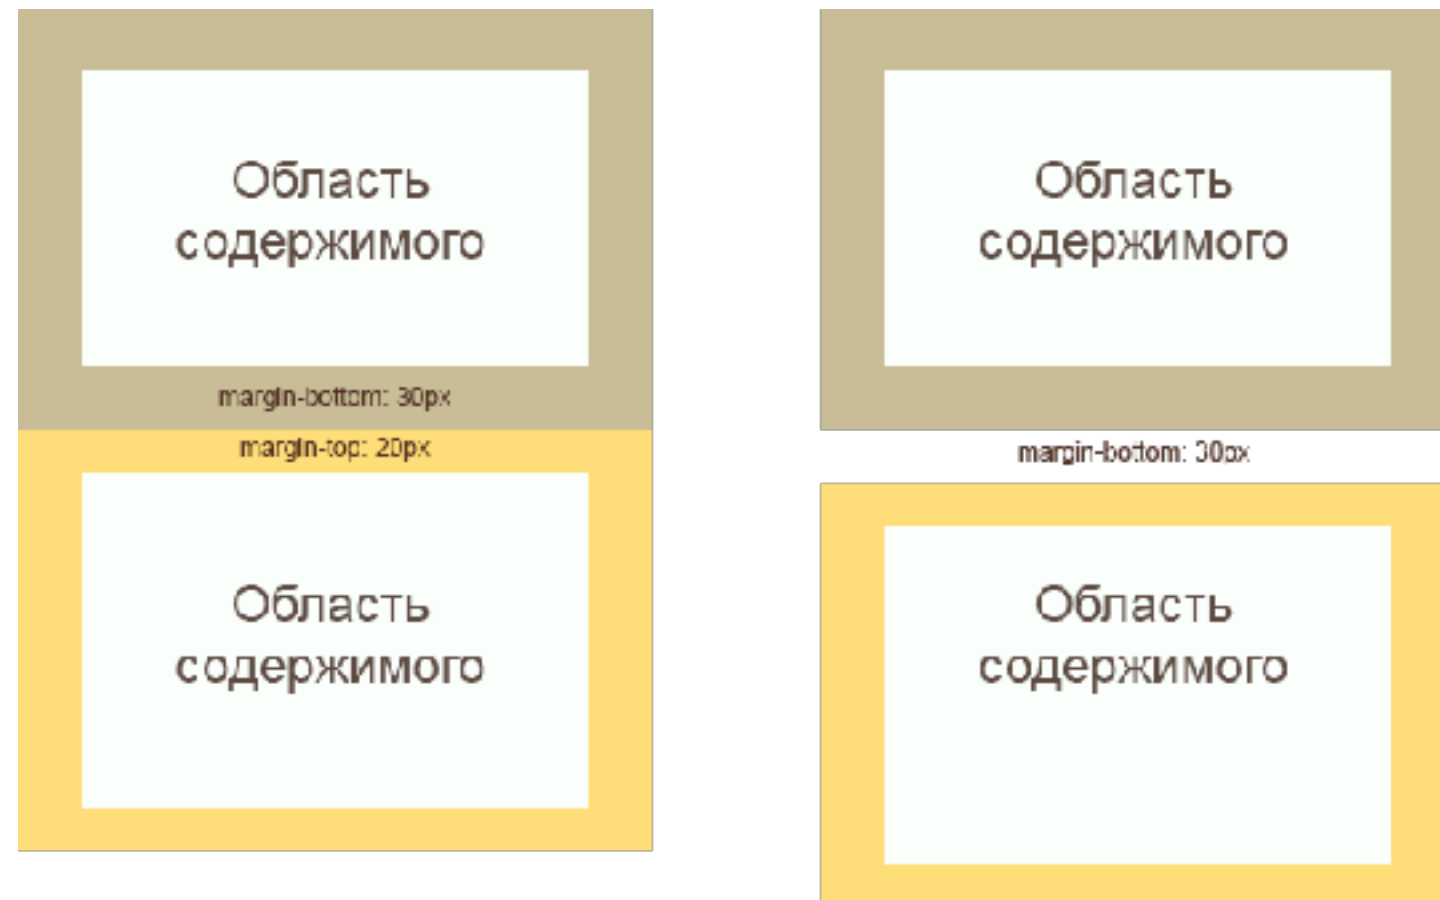 Область
содержимого
margin-bottom: 30px
margin-top: 20px
Область
содержимого
Область
содержимого
margin-bottom: 30px
Область
содержимого